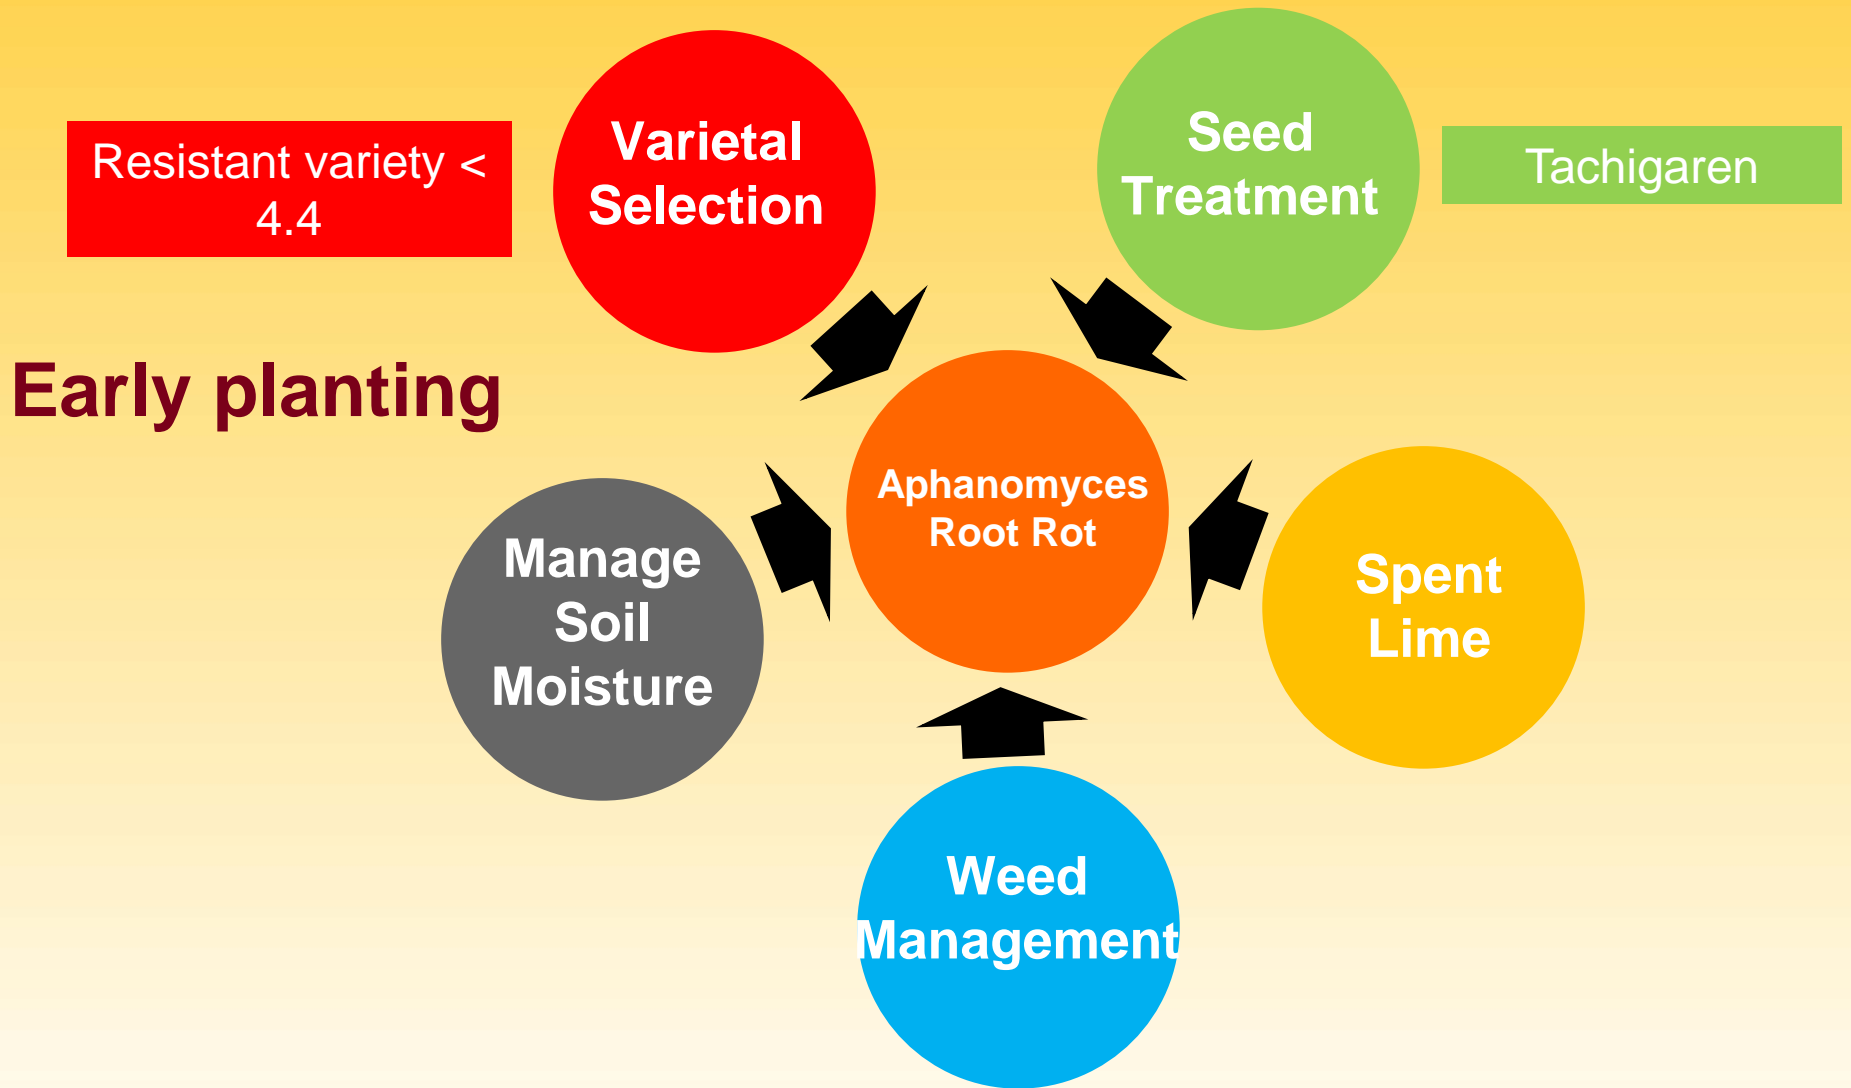 Varietal
Selection
Seed
Treatment
Resistant variety <
4.4
Tachigaren
Early planting
Aphanomyces
Root Rot
Manage
Soil
Moisture
Spent
Lime
Weed
Management